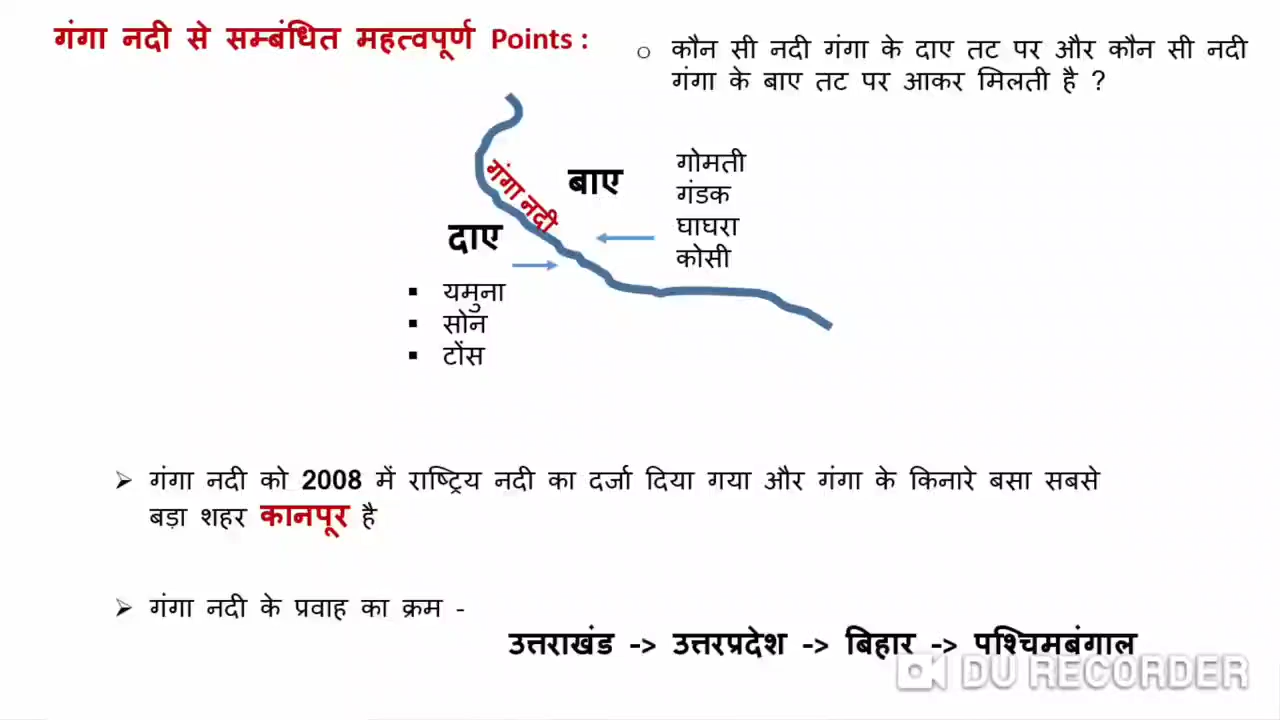 गंगा नदी से सम्बंधित महत्वपूर्ण Points :
○ कौन सी नदी गंगा के दाए तट पर और कौन सी नदी
गंगा के बाए तट पर आकर मिलती है ?
गंगा नदी
बाए
गोमती
गंडक
घाघरा
कोसी
दाए
▪ यमुना
▪ सोन
▪ टोंस
➢ गंगा नदी को 2008 में राष्ट्रिय नदी का दर्जा दिया गया और गंगा के किनारे बसा सबसे
बड़ा शहर कानपूर है
➢ गंगा नदी के प्रवाह का क्रम -
उत्तराखंड -> उत्तरप्रदेश -> बिहार -> पश्चिमबंगाल
DU RECORDER